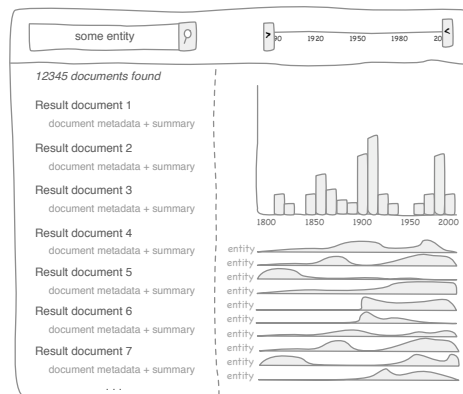 some entity
90 1920 1950 1980 20
12345 documents found
Result document 1
document metadata + summary
Result document 2
document metadata + summary
Result document 3
document metadata + summary
Result document 4
document metadata + summary
Result document 5
document metadata + summary
Result document 6
document metadata + summary
Result document 7
document metadata + summary
...
1800 1850 1900 1950 2000
entity
entity
entity
entity
entity
entity
entity
entity
entity
entity